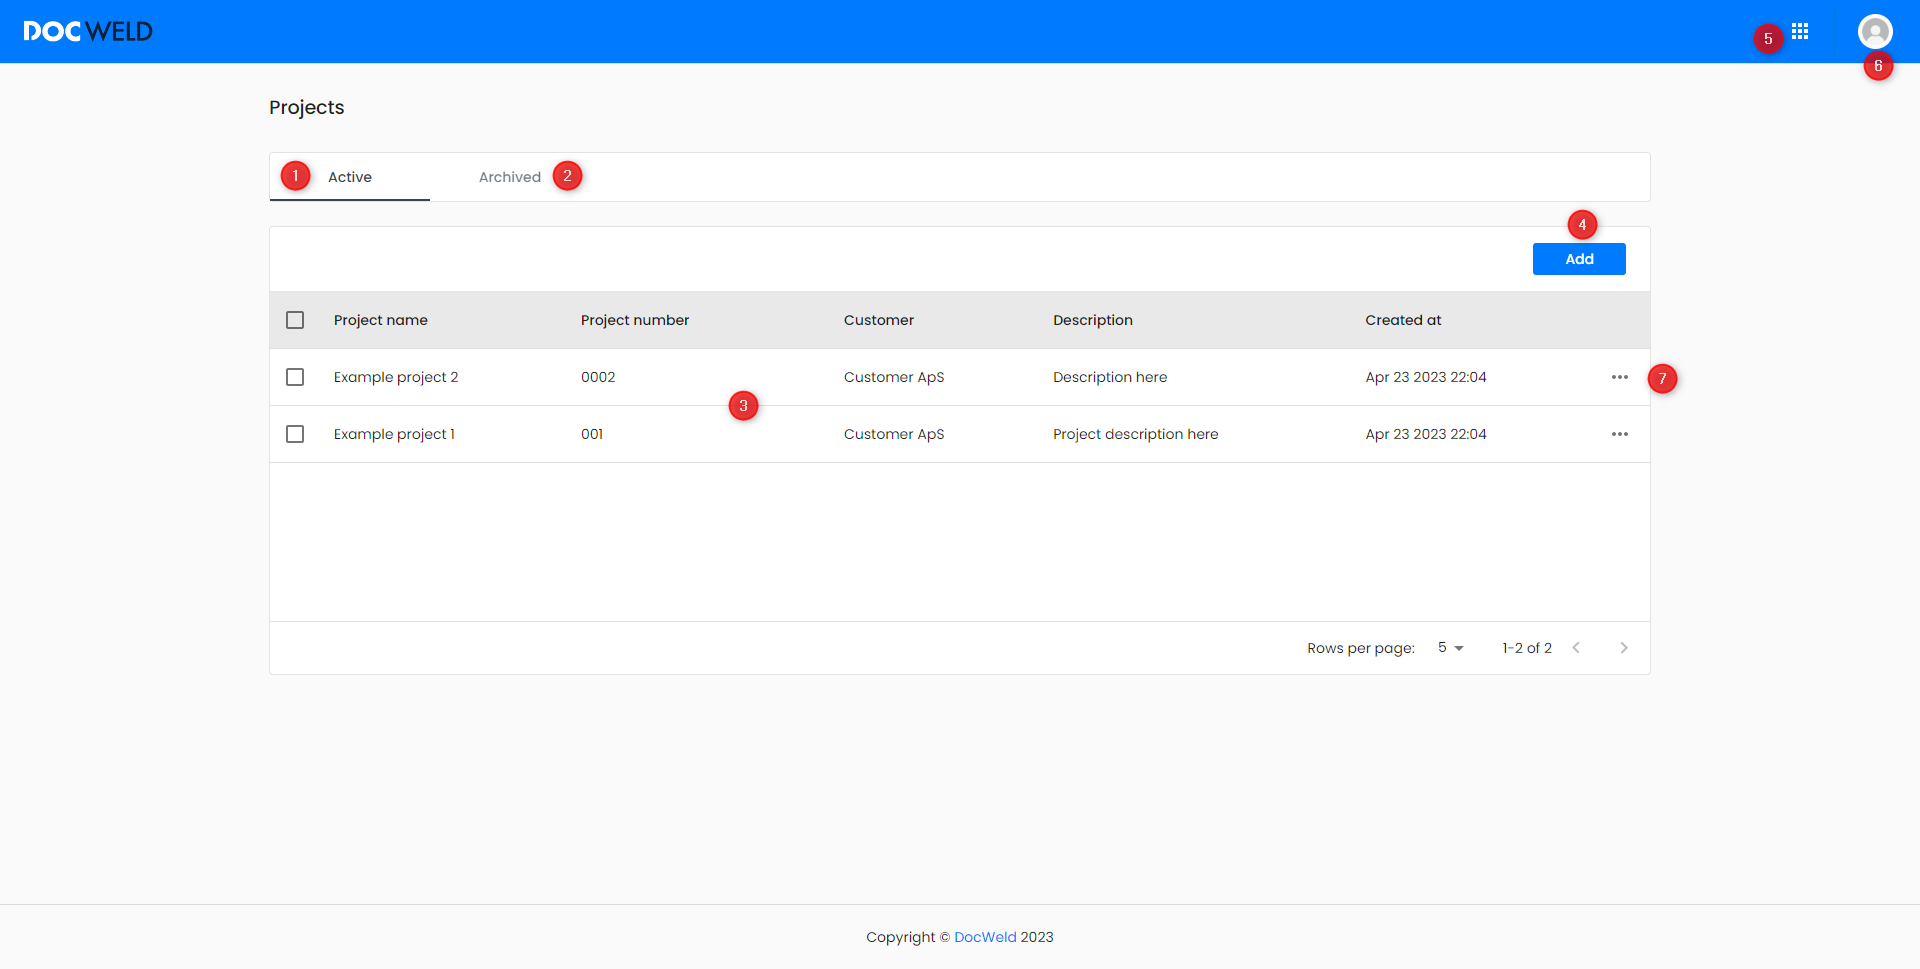 DOCWELD
5
6
Projects
1 Active Archived 2
4
Add
Project name Project number Customer Description Created at
Example project 2 0002 Customer ApS Description here Apr 23 2023 22:04 7
3
Example project 1 001 Customer ApS Project description here Apr 23 2023 22:04
Rows per page: 5 1-2 of 2
Copyright © DocWeld 2023